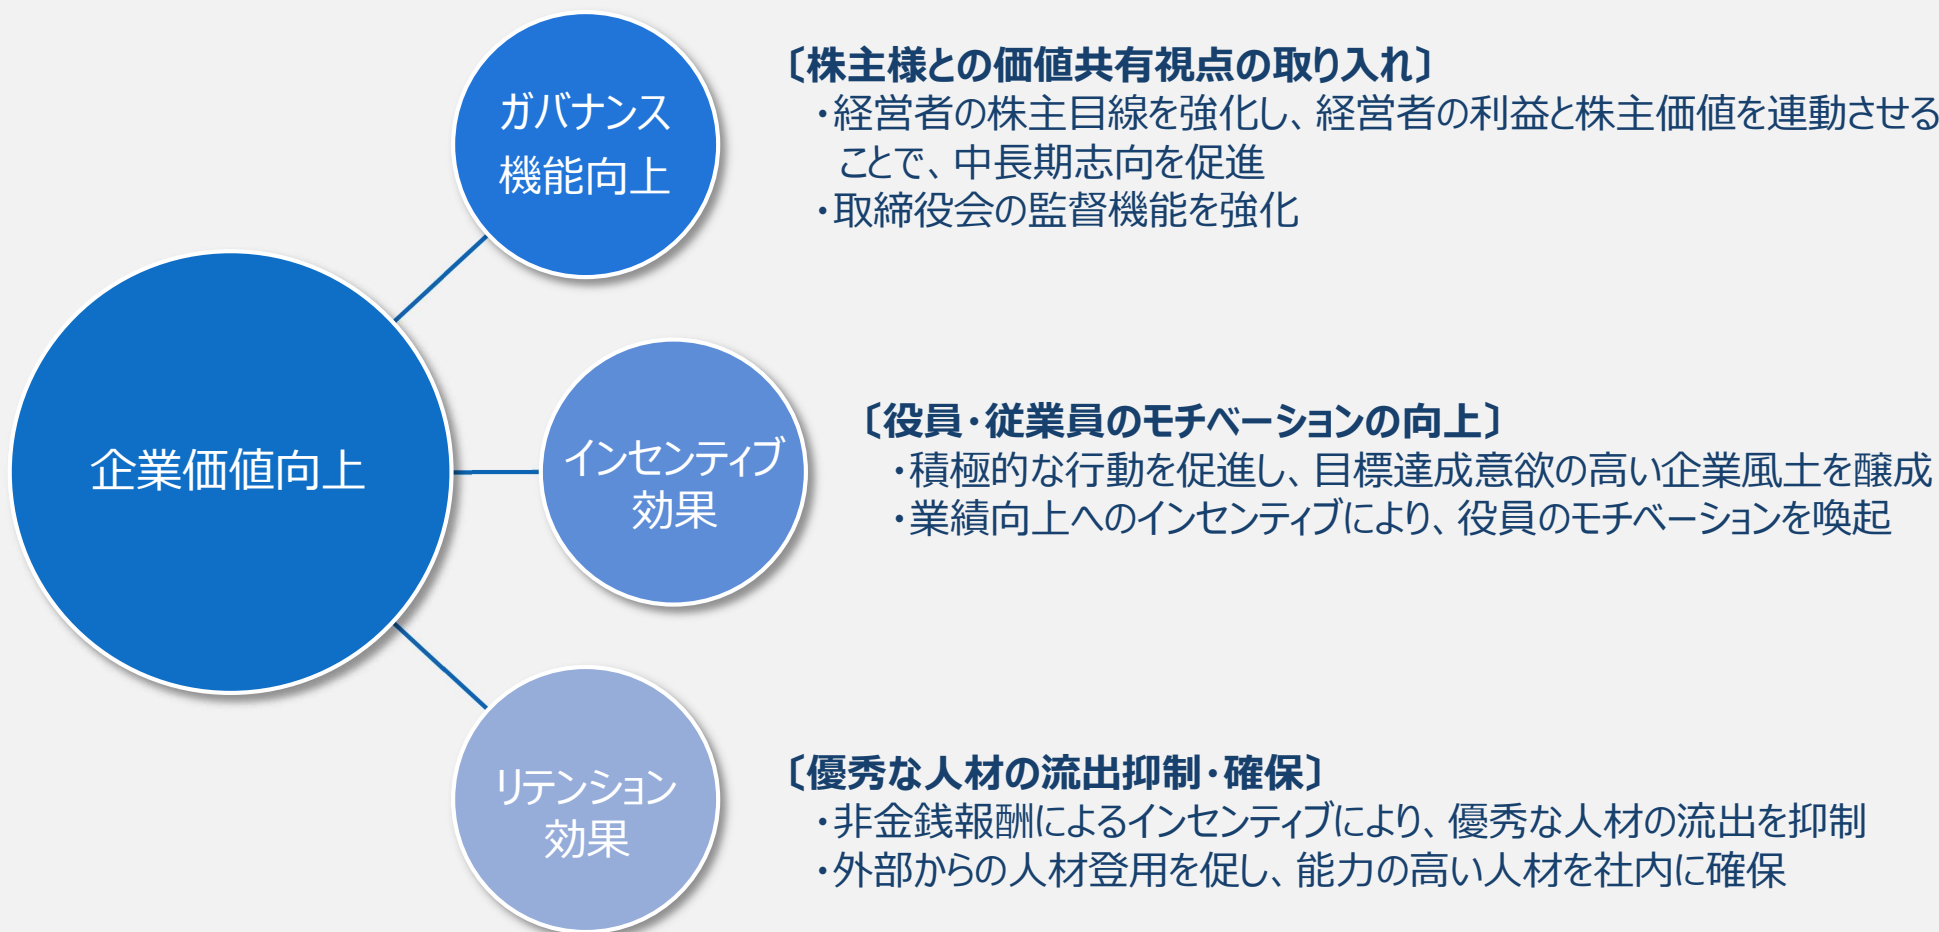 ガバナンス
機能向上
〔株主様との価値共有視点の取り入れ〕
・経営者の株主目線を強化し、経営者の利益と株主価値を連動させる
ことで、中長期志向を促進
・取締役会の監督機能を強化
企業価値向上
インセンティブ
効果
〔役員・従業員のモチベーションの向上〕
・積極的な行動を促進し、目標達成意欲の高い企業風土を醸成
・業績向上へのインセンティブにより、役員のモチベーションを喚起
リテンション
効果
〔優秀な人材の流出抑制・確保〕
・非金銭報酬によるインセンティブにより、優秀な人材の流出を抑制
・外部からの人材登用を促し、能力の高い人材を社内に確保